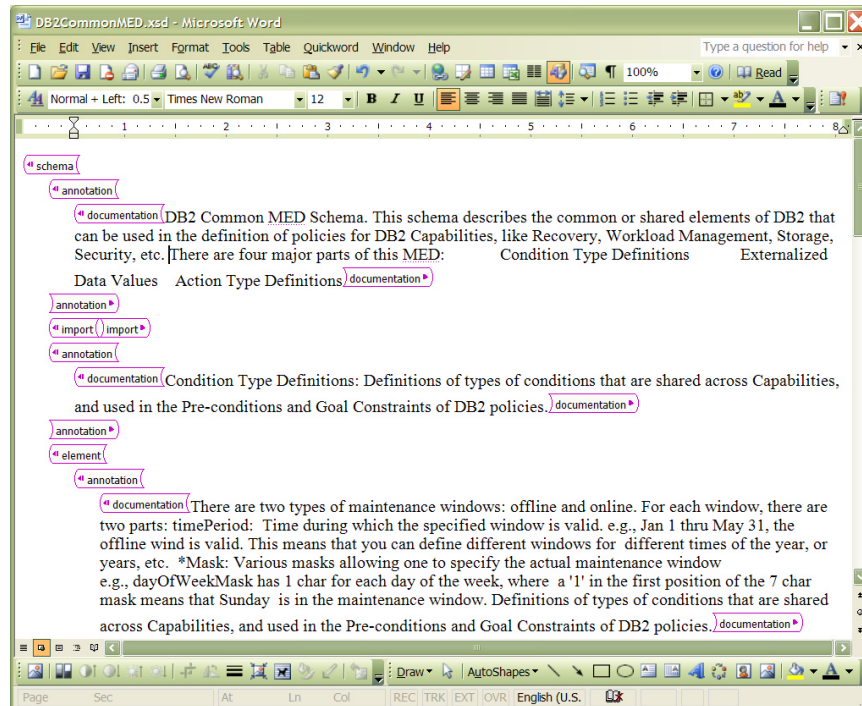 DB2CommonMED.xsd - Microsoft Word
File Edit View Insert Format Tools Table Quickword Window Help Type a question for help
100% Read
Normal + Left: 0.5 Times New Roman 12 B I U
1 2 3 4 5 6 7 8
schema
annotation
documentation DB2 Common MED Schema. This schema describes the common or shared elements of DB2 that
can be used in the definition of policies for DB2 Capabilities, like Recovery, Workload Management, Storage,
Security, etc. There are four major parts of this MED: Condition Type Definitions Externalized
Data Values Action Type Definitions documentation
annotation
import import
annotation
documentation Condition Type Definitions: Definitions of types of conditions that are shared across Capabilities,
and used in the Pre-conditions and Goal Constraints of DB2 policies. documentation
annotation
element
annotation
documentation There are two types of maintenance windows: offline and online. For each window, there are
two parts: timePeriod: Time during which the specified window is valid. e.g., Jan 1 thru May 31, the
offline wind is valid. This means that you can define different windows for different times of the year, or
years, etc. *Mask: Various masks allowing one to specify the actual maintenance window
e.g., dayOfWeekMask has 1 char for each day of the week, where a '1' in the first position of the 7 char
mask means that Sunday is in the maintenance window. Definitions of types of conditions that are shared
across Capabilities, and used in the Pre-conditions and Goal Constraints of DB2 policies. documentation
Draw AutoShapes
Page Sec At Ln Col REC TRK EXT OVR English (U.S.